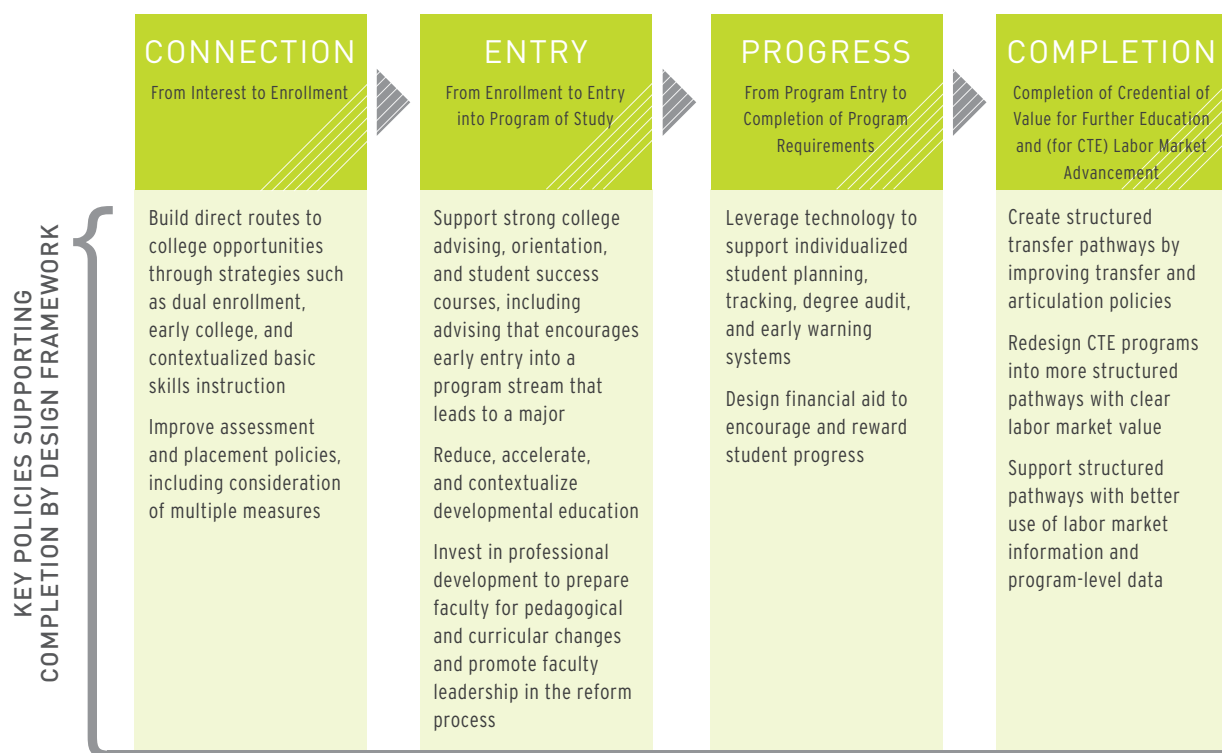 KEY POLICIES SUPPORTING
COMPLETION BY DESIGN FRAMEWORK
CONNECTION
From Interest to Enrollment
Build direct routes to
college opportunities
through strategies such
as dual enrollment,
early college, and
contextualized basic
skills instruction
Improve assessment
and placement policies,
including consideration
of multiple measures
ENTRY
From Enrollment to Entry
into Program of Study
Support strong college
advising, orientation,
and student success
courses, including
advising that encourages
early entry into a
program stream that
leads to a major
Reduce, accelerate,
and contextualize
developmental education
Invest in professional
development to prepare
faculty for pedagogical
and curricular changes
and promote faculty
leadership in the reform
process
PROGRESS
From Program Entry to
Completion of Program
Requirements
Leverage technology to
support individualized
student planning,
tracking, degree audit,
and early warning
systems
Design financial aid to
encourage and reward
student progress
COMPLETION
Completion of Credential of
Value for Further Education
and (for CTE) Labor Market
Advancement
Create structured
transfer pathways by
improving transfer and
articulation policies
Redesign CTE programs
into more structured
pathways with clear
labor market value
Support structured
pathways with better
use of labor market
information and
program-level data